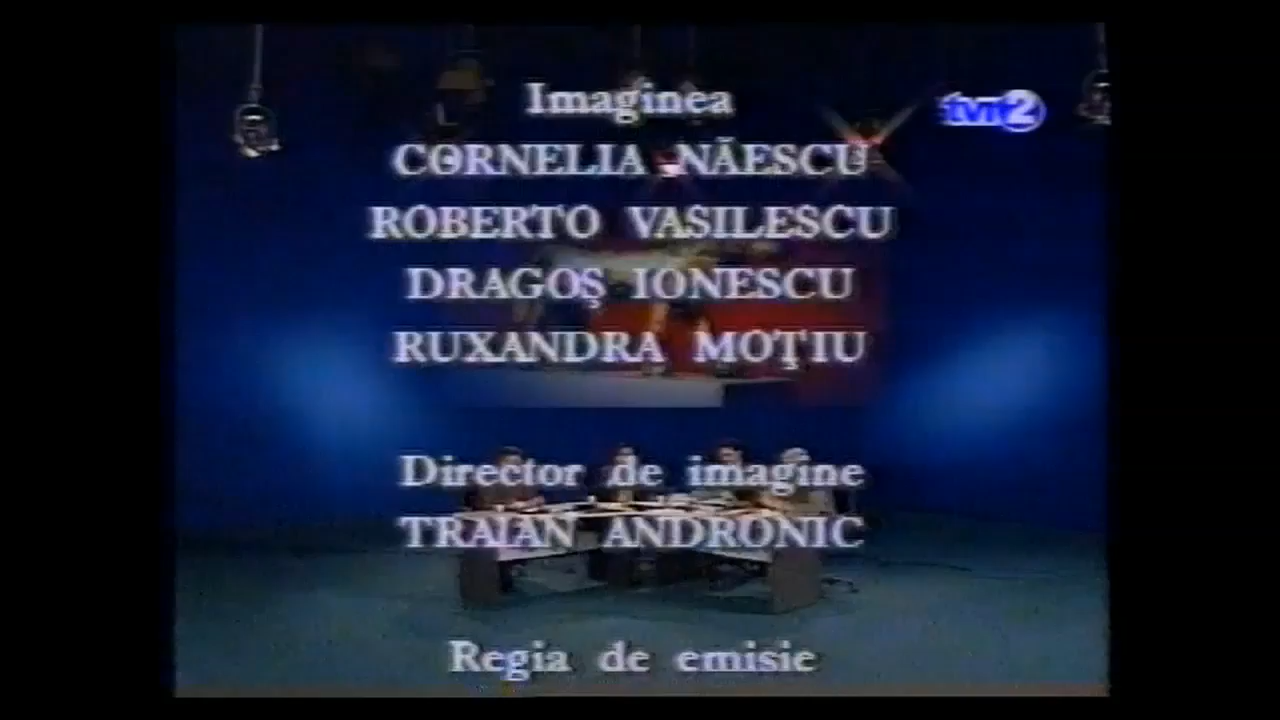 Imaginea
tvr2
CORNELIA NĂESCU
ROBERTO VASILESCU
DRAGOŞ IONESCU
RUXANDRA MOŢIU
Director de imagine
TRAIAN ANDRONIC
Regia de emisie